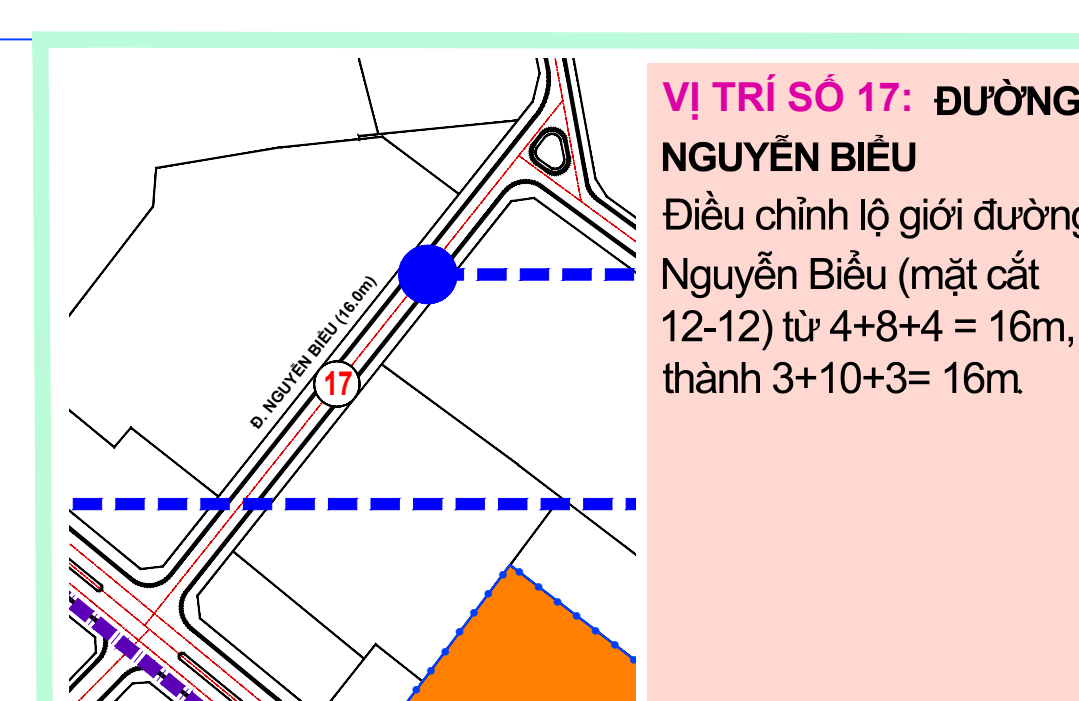 VỊ TRÍ SỐ 17: ĐƯỜNG
NGUYỄN BIỂU
Điều chỉnh lộ giới đường
Nguyễn Biểu (mặt cắt
12-12) từ 4+8+4 = 16m,
thành 3+10+3= 16m.
Đ. NGUYỄN BIỂU (16.0m)
17